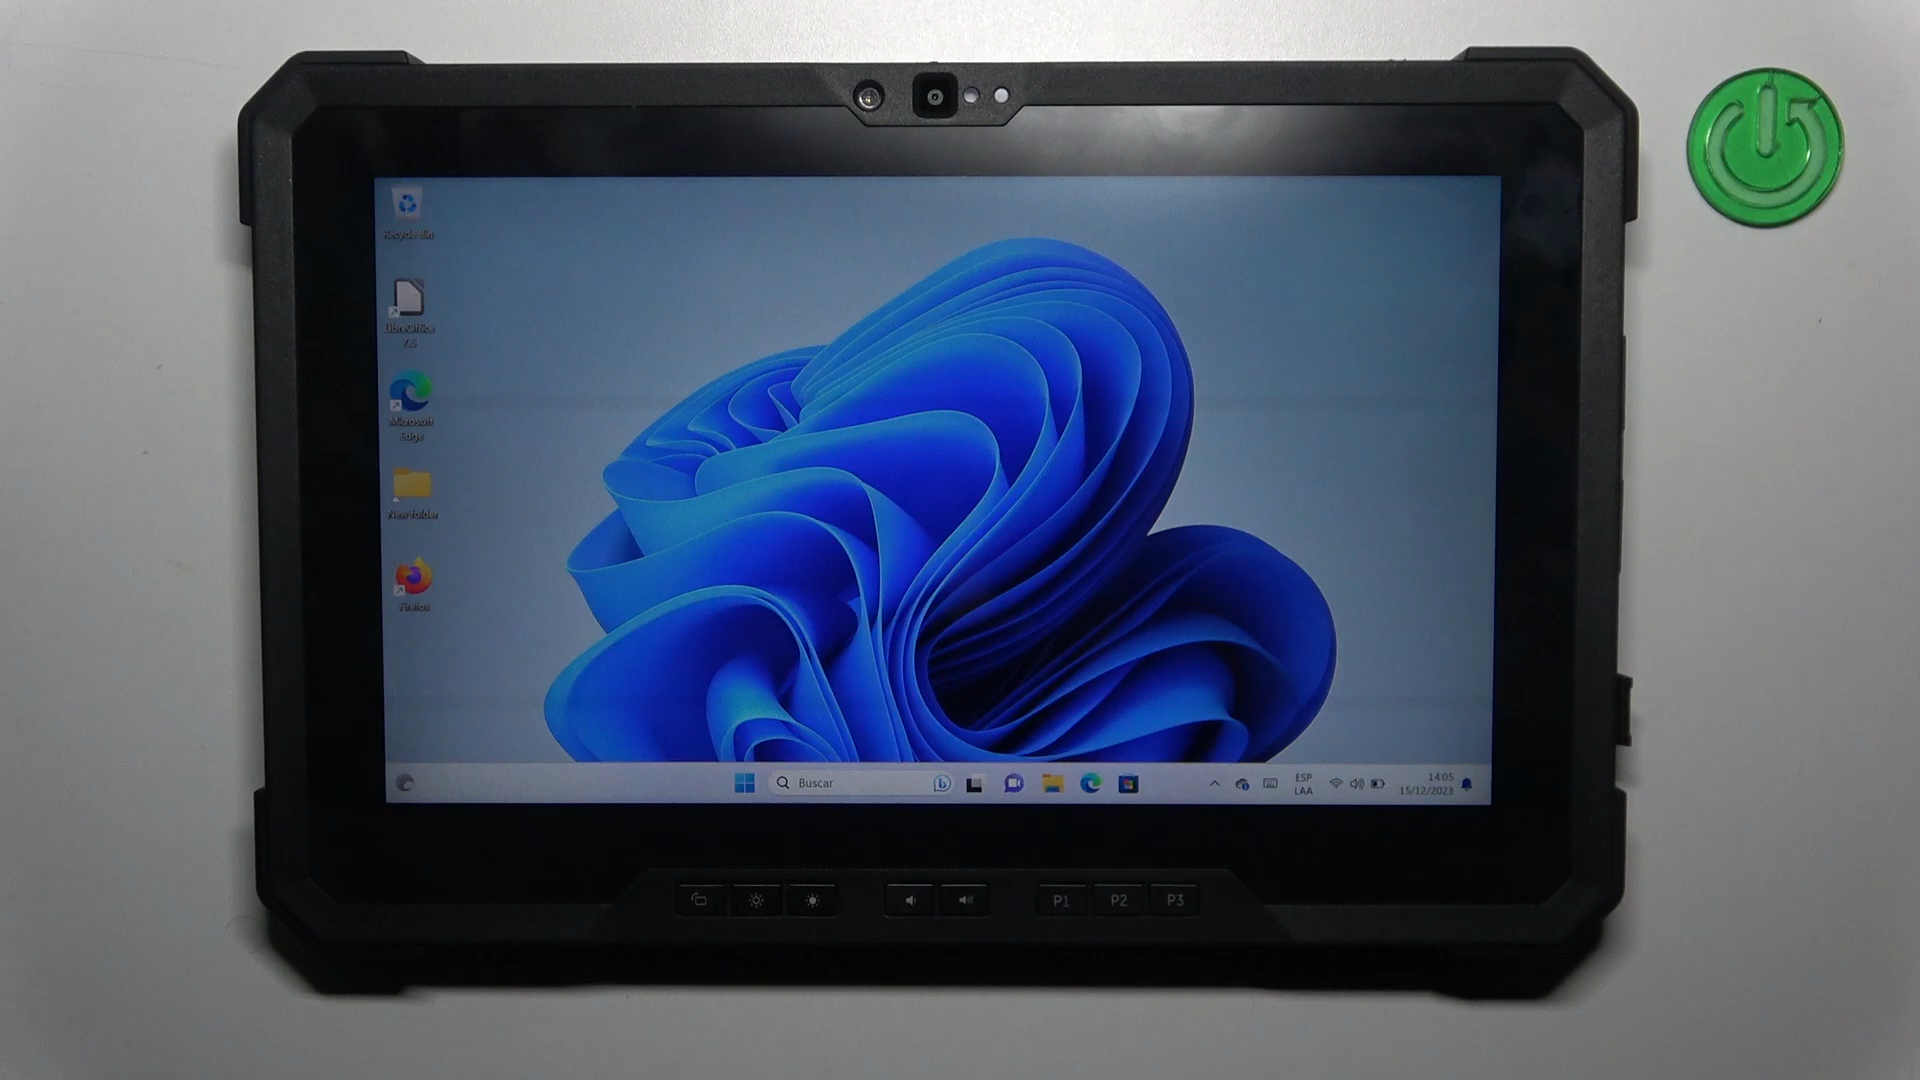 Recycle Bin
LibreOffice
7.5
Microsoft
Edge
New folder
Firefox
Buscar
ESP
LAA
14:05
15/12/2023
P1 P2 P3